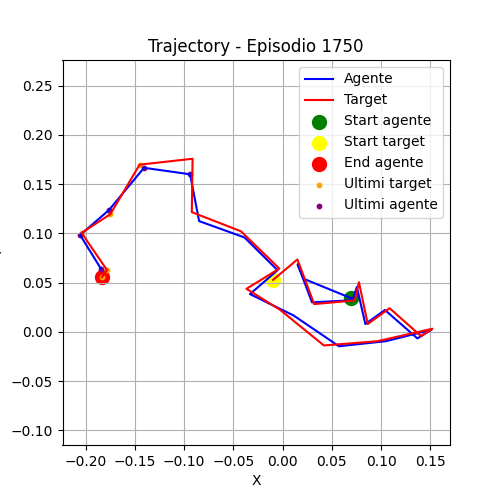 Trajectory - Episodio 1750
Agente
Target
Start agente
Start target
End agente
Ultimi target
Ultimi agente
0.25
0.20
0.15
0.10
0.05
0.00
−0.05
−0.10
−0.20 −0.15 −0.10 −0.05 0.00 0.05 0.10 0.15
X